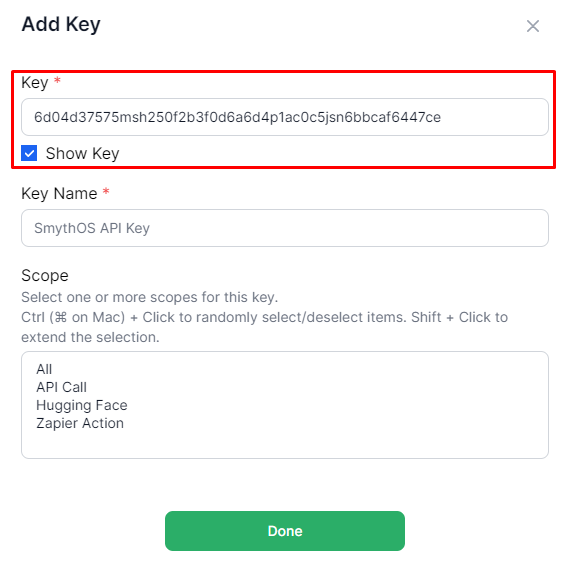 Add Key
Key *
6d04d37575msh250f2b3f0d6a6d4p1ac0c5jsn6bbcaf6447ce
Show Key
Key Name *
SmythOS API Key
Scope
Select one or more scopes for this key.
Ctrl (⌘ on Mac) + Click to randomly select/deselect items. Shift + Click to
extend the selection.
All
API Call
Hugging Face
Zapier Action
Done